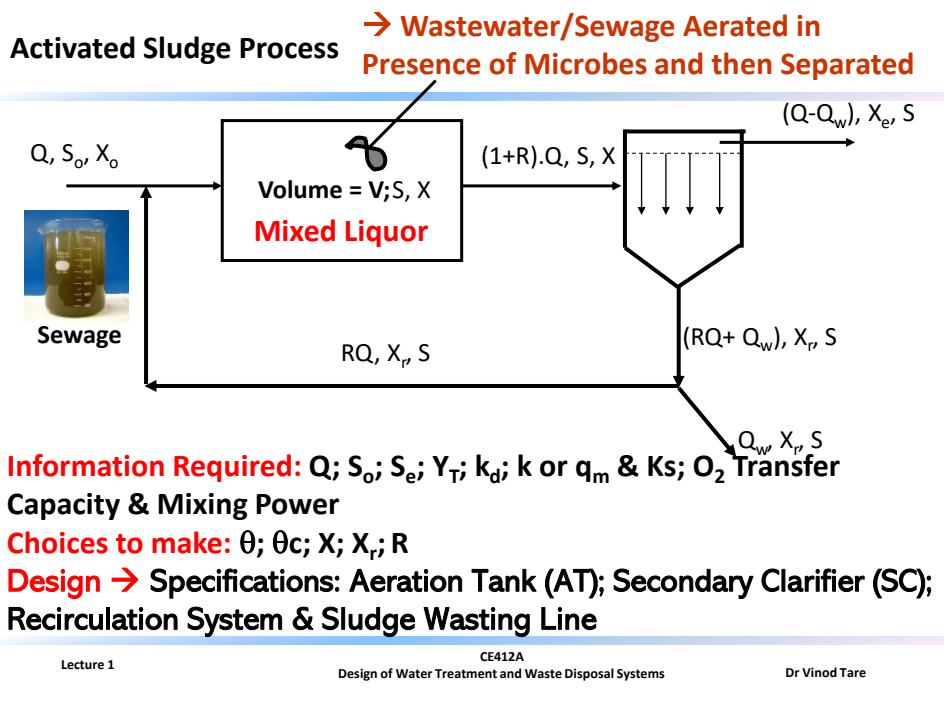 Activated Sludge Process
→ Wastewater/Sewage Aerated in
Presence of Microbes and then Separated
(Q-Qw), Xe, S
Q, So, Xo
(1+R).Q, S, X
Volume = V; S, X
Mixed Liquor
Sewage
(RQ+ Qw), Xr, S
RQ, Xr, S
Qw, Xr, S
Information Required: Q; So; Se; YT; kd; k or qm & Ks; O2 Transfer
Capacity & Mixing Power
Choices to make: θ; θc; X; Xr; R
Design → Specifications: Aeration Tank (AT); Secondary Clarifier (SC);
Recirculation System & Sludge Wasting Line
Lecture 1
CE412A
Design of Water Treatment and Waste Disposal Systems
Dr Vinod Tare